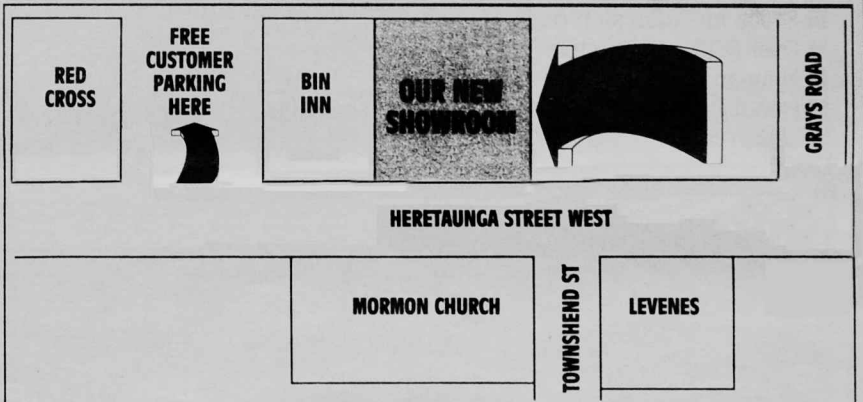 RED
CROSS
FREE
CUSTOMER
PARKING
HERE
BIN
INN
OUR NEW
SHOWROOM
GRAYS ROAD
HERETAUNGA STREET WEST
MORMON CHURCH
TOWNSHEND ST
LEVENES